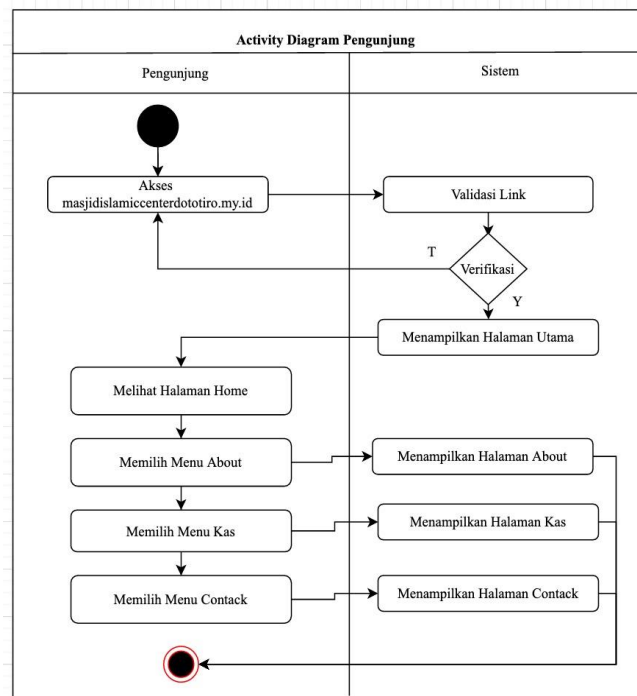 Activity Diagram Pengunjung
Pengunjung
Sistem
Akses
masjidislamiccenterdototiro.my.id
Validasi Link
T
Verifikasi
Y
Menampilkan Halaman Utama
Melihat Halaman Home
Memilih Menu About
Menampilkan Halaman About
Memilih Menu Kas
Menampilkan Halaman Kas
Memilih Menu Contack
Menampilkan Halaman Contack